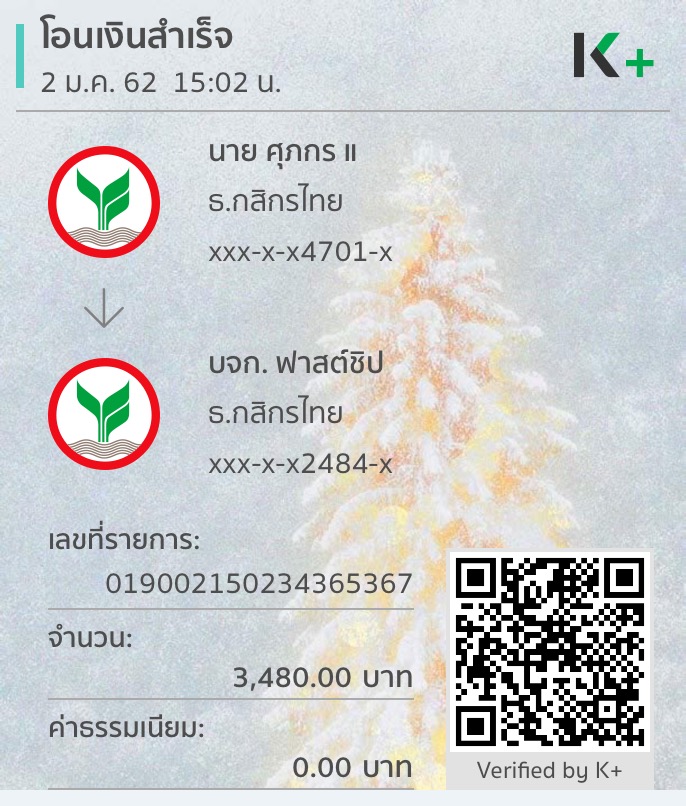 โอนเงินสำเร็จ
2 ม.ค. 62 15:02 น.
K+
นาย ศุภกร แ
ธ.กสิกรไทย
xxx-x-x4701-x
บจก. ฟาสต์ชิป
ธ.กสิกรไทย
xxx-x-x2484-x
เลขที่รายการ:
019002150234365367
จำนวน:
3,480.00 บาท
ค่าธรรมเนียม:
0.00 บาท
Verified by K+